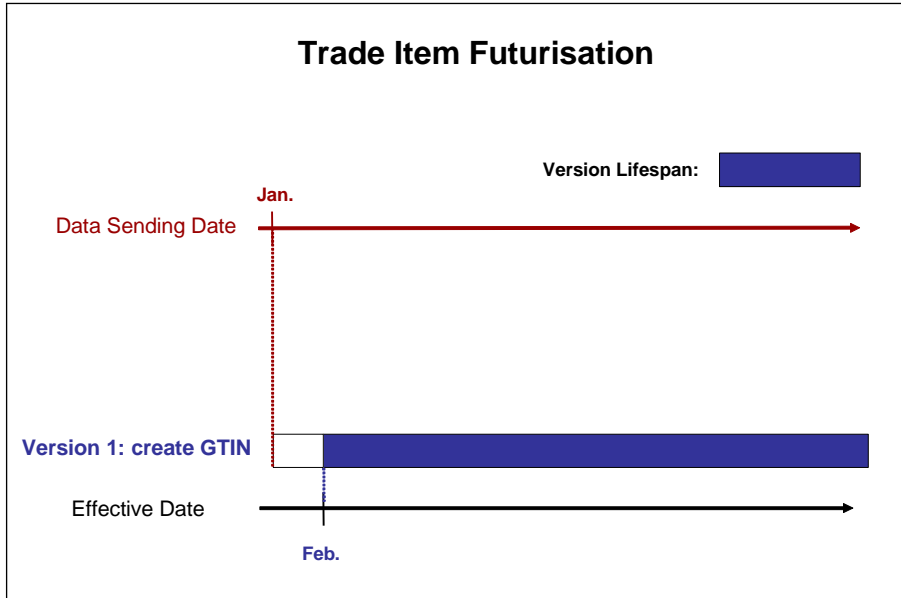 Trade Item Futurisation
Version Lifespan:
Jan.
Data Sending Date
Version 1: create GTIN
Effective Date
Feb.